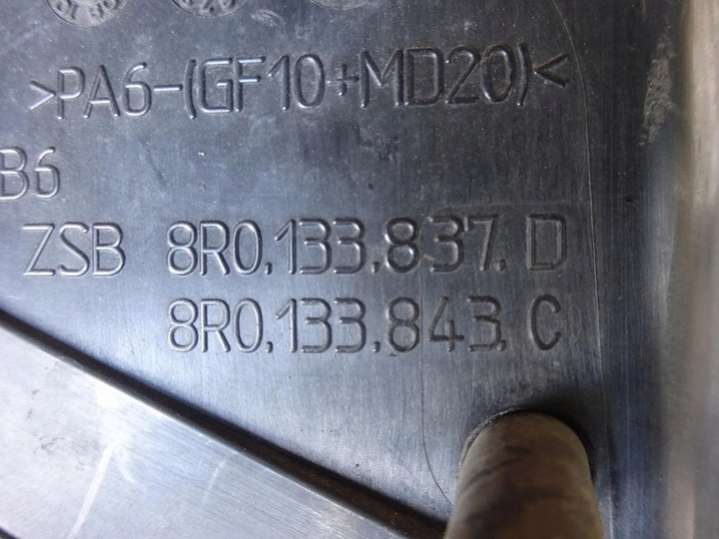 >PA6-(GF10+MD20)<
B6
ZSB 8R0.133.837.D
8R0.133.843.C